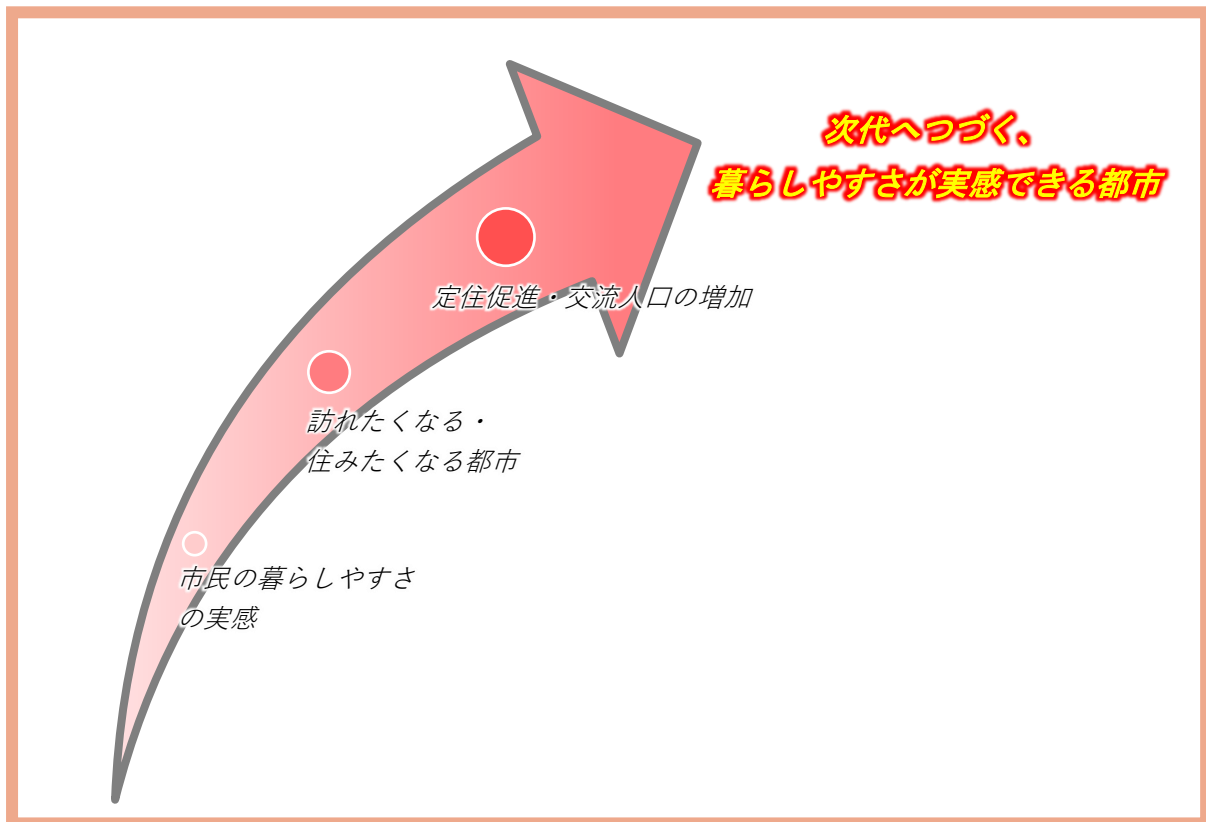 次代へつづく、
暮らしやすさが実感できる都市
定住促進・交流人口の増加
訪れたくなる・
住みたくなる都市
市民の暮らしやすさ
の実感